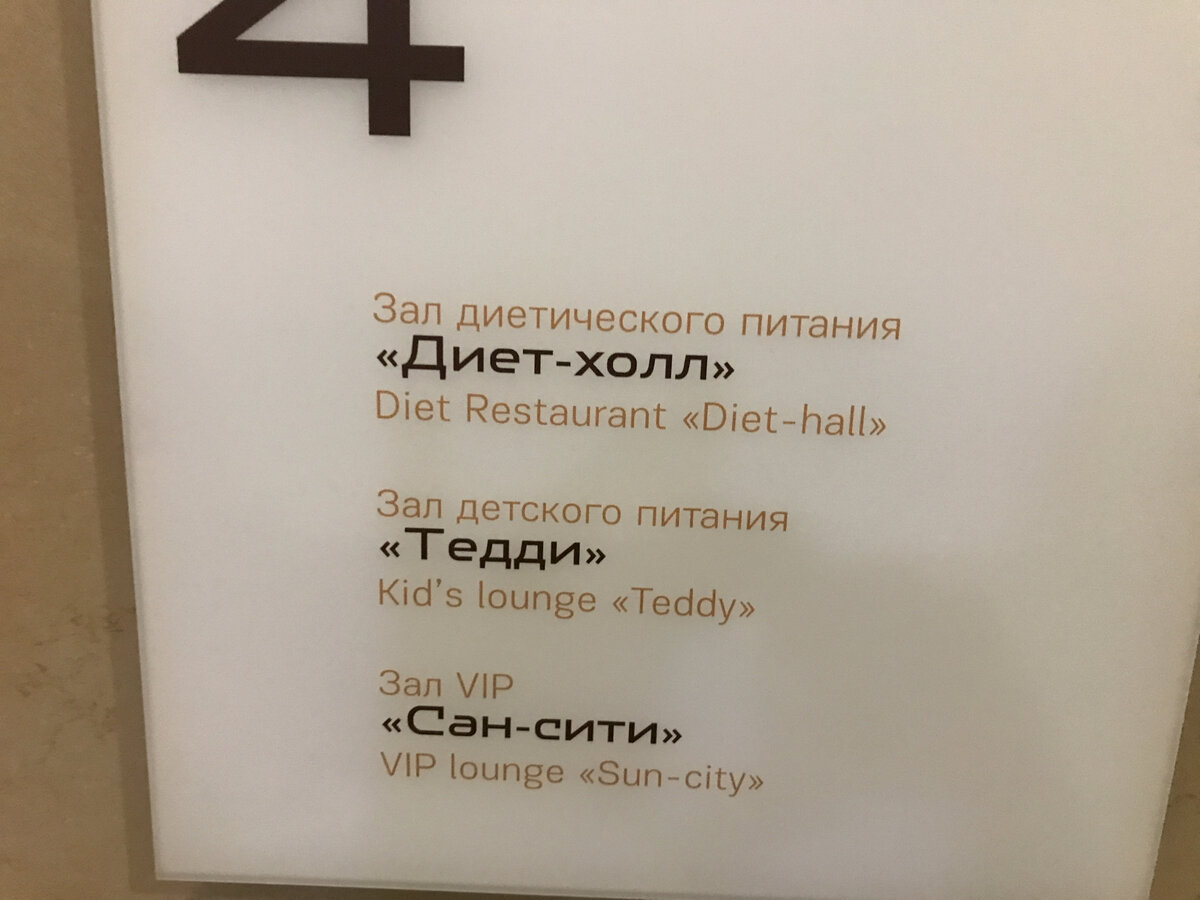 4
Зал диетического питания
«Диет-холл»
Diet Restaurant «Diet-hall»
Зал детского питания
«Тедди»
Kid’s lounge «Teddy»
Зал VIP
«Сан-сити»
VIP lounge «Sun-city»